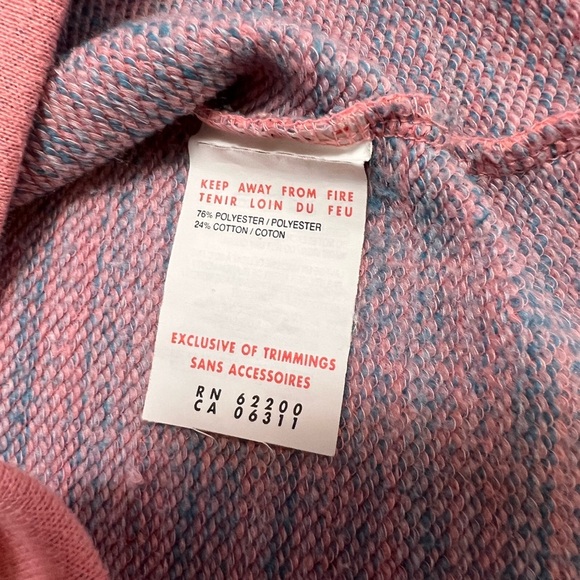 KEEP AWAY FROM FIRE
TENIR LOIN DU FEU
76% POLYESTER / POLYESTER
24% COTTON / COTON
EXCLUSIVE OF TRIMMINGS
SANS ACCESSOIRES
RN 62200
CA 06311